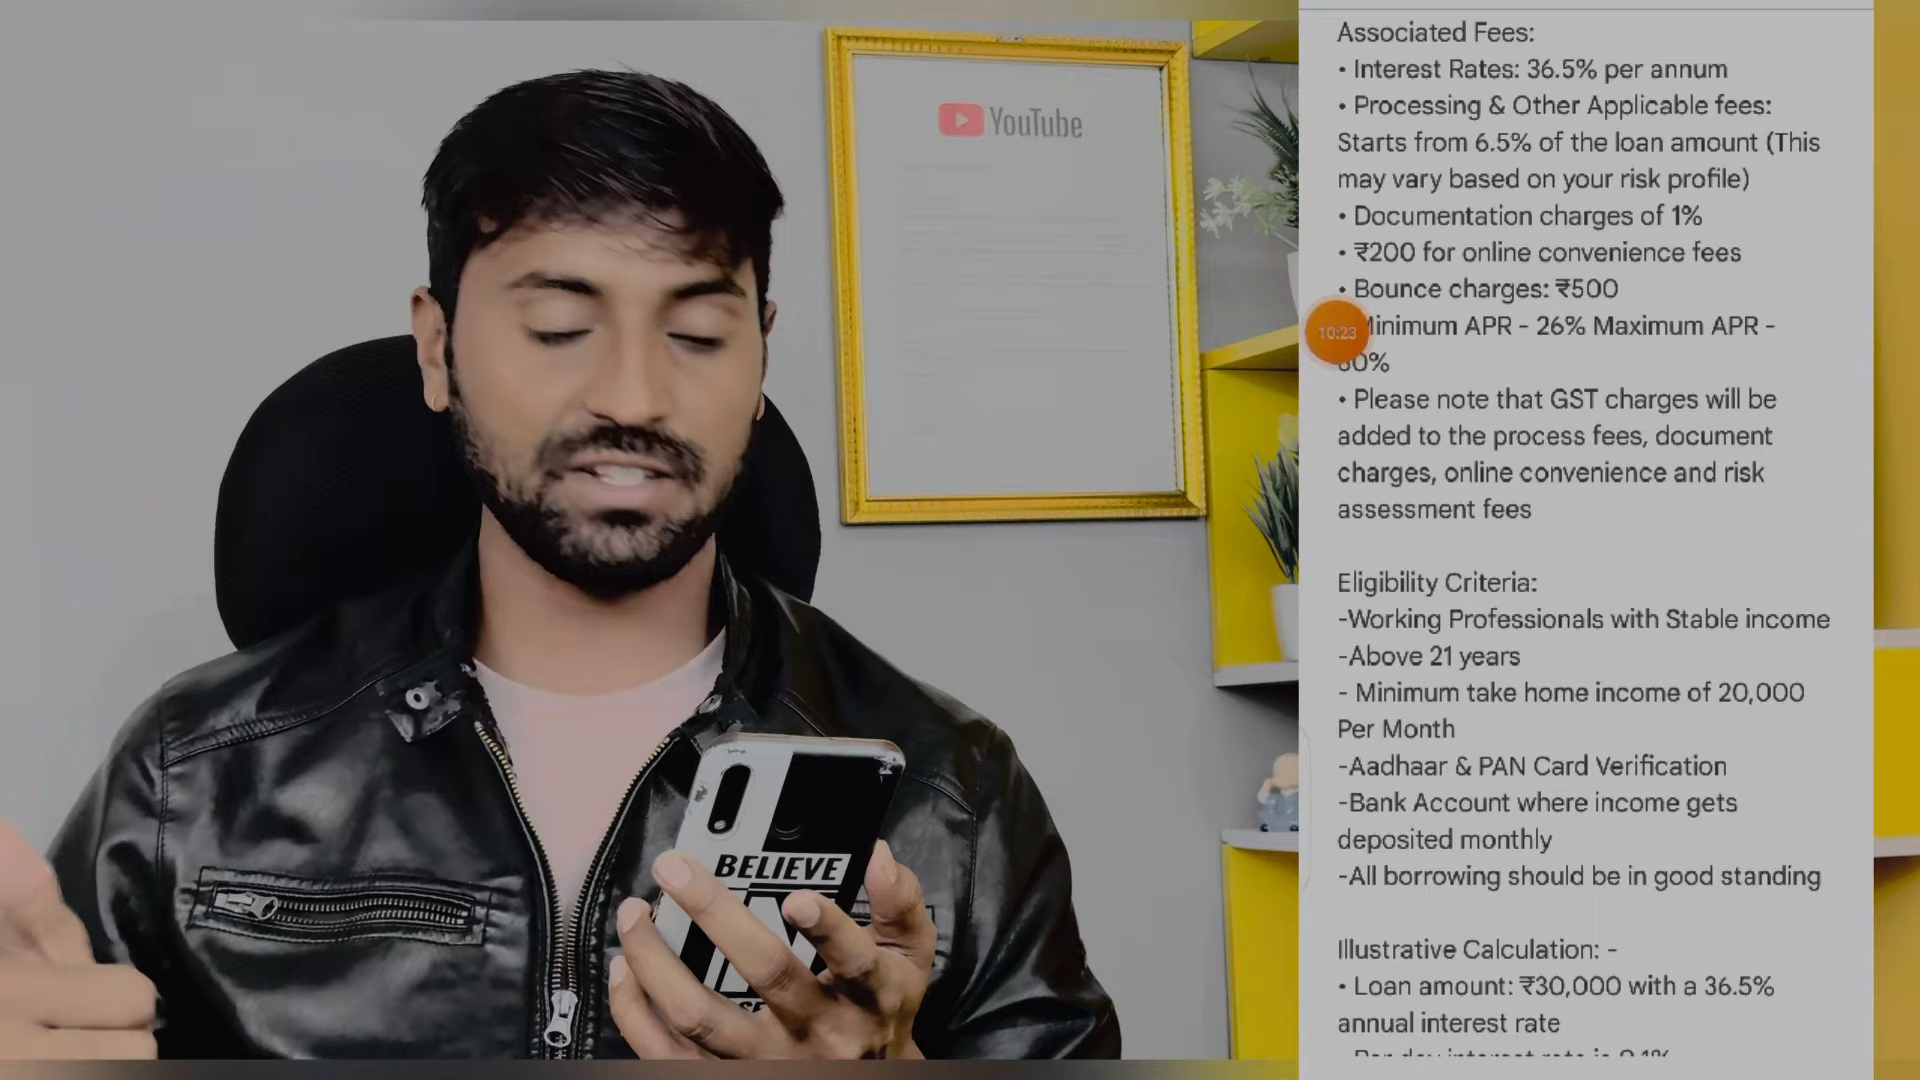 YouTube
BELIEVE
Associated Fees:
• Interest Rates: 36.5% per annum
• Processing & Other Applicable fees:
Starts from 6.5% of the loan amount (This
may vary based on your risk profile)
• Documentation charges of 1%
• ₹200 for online convenience fees
• Bounce charges: ₹500
10:23
Minimum APR - 26% Maximum APR -
• Please note that GST charges will be
added to the process fees, document
charges, online convenience and risk
assessment fees
Eligibility Criteria:
-Working Professionals with Stable income
-Above 21 years
- Minimum take home income of 20,000
Per Month
-Aadhaar & PAN Card Verification
-Bank Account where income gets
deposited monthly
-All borrowing should be in good standing
Illustrative Calculation: -
• Loan amount: ₹30,000 with a 36.5%
annual interest rate